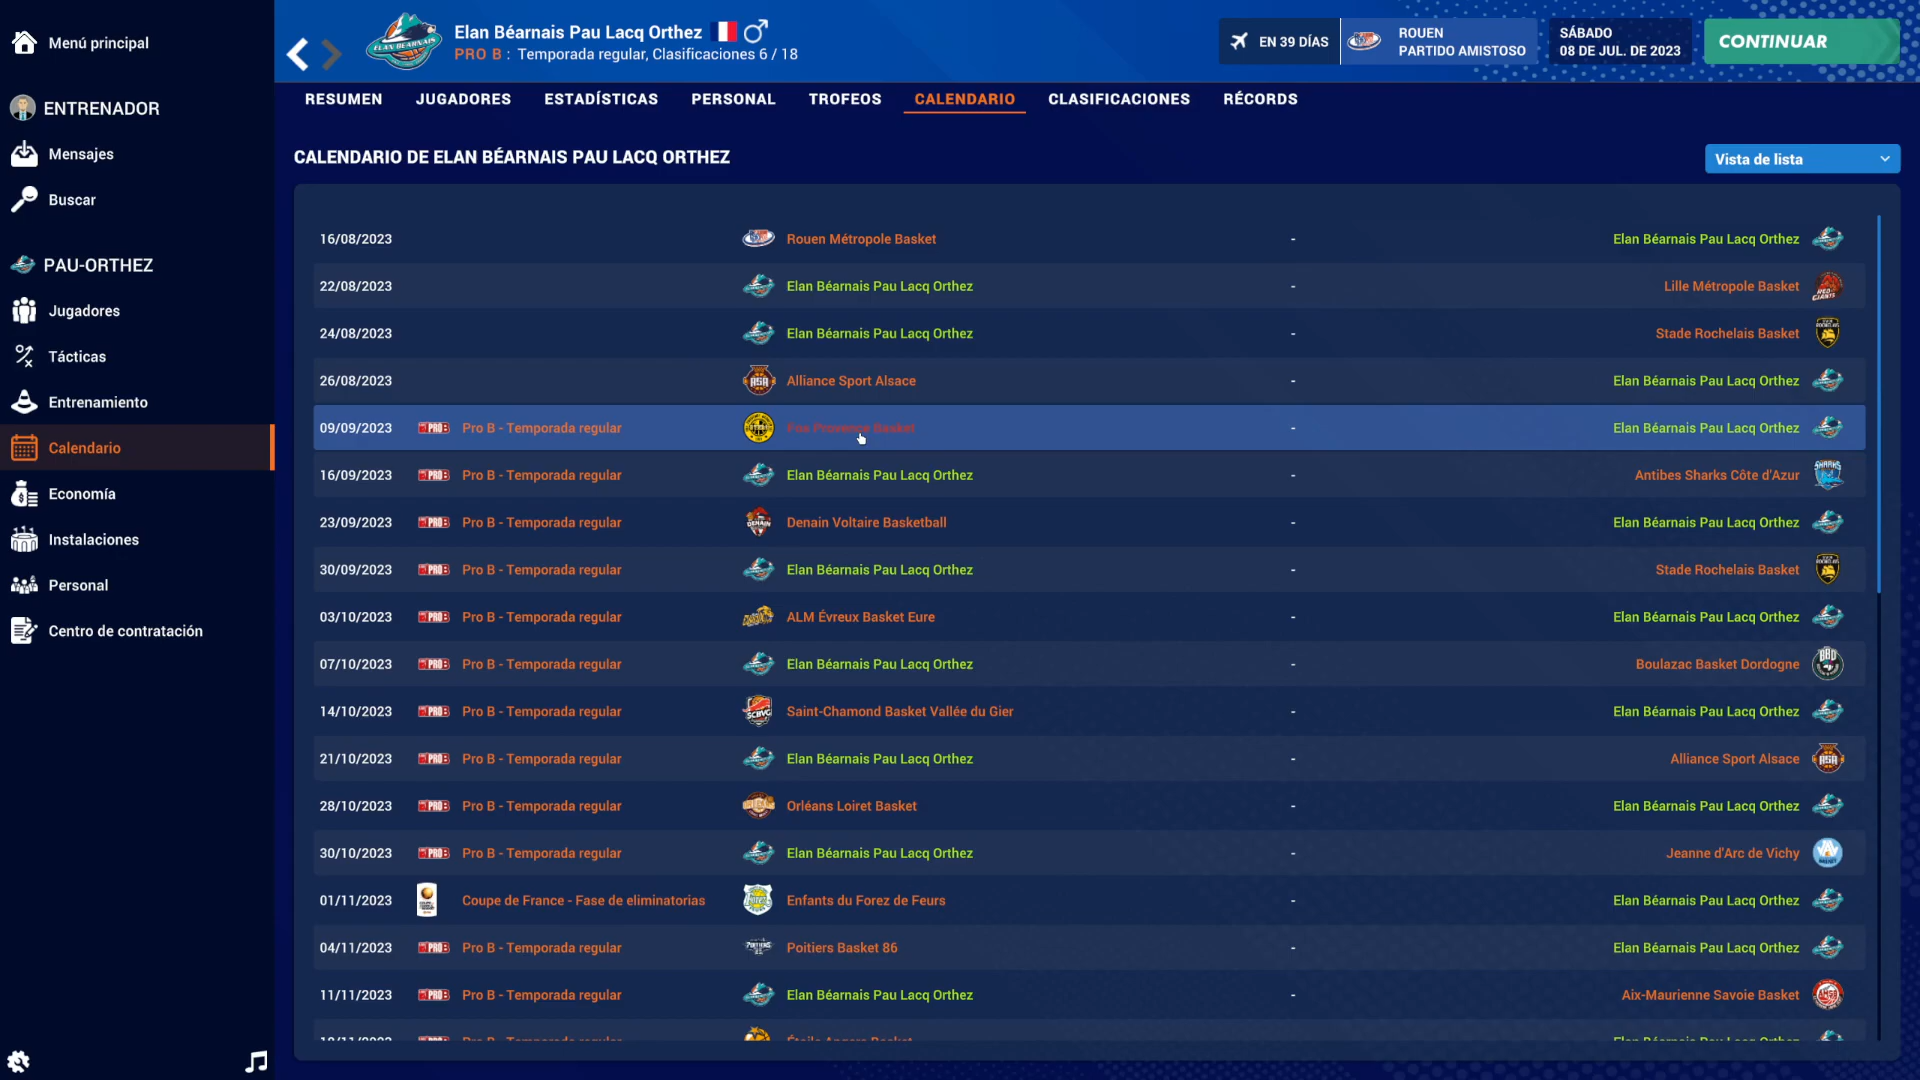 Menú principal
ENTRENADOR
Mensajes
Buscar
PAU-ORTHEZ
Jugadores
Tácticas
Entrenamiento
Calendario
Economía
Instalaciones
Personal
Centro de contratación
Elan Béarnais Pau Lacq Orthez
PRO B : Temporada regular, Clasificaciones 6 / 18
EN 39 DÍAS
ROUEN
PARTIDO AMISTOSO
SÁBADO
08 DE JUL. DE 2023
CONTINUAR
RESUMEN JUGADORES ESTADÍSTICAS PERSONAL TROFEOS CALENDARIO CLASIFICACIONES RÉCORDS
CALENDARIO DE ELAN BÉARNAIS PAU LACQ ORTHEZ
Vista de lista
16/08/2023 Rouen Métropole Basket - Elan Béarnais Pau Lacq Orthez
22/08/2023 Elan Béarnais Pau Lacq Orthez - Lille Métropole Basket
24/08/2023 Elan Béarnais Pau Lacq Orthez - Stade Rochelais Basket
26/08/2023 Alliance Sport Alsace - Elan Béarnais Pau Lacq Orthez
09/09/2023 Pro B - Temporada regular Fos Provence Basket - Elan Béarnais Pau Lacq Orthez
16/09/2023 Pro B - Temporada regular Elan Béarnais Pau Lacq Orthez - Antibes Sharks Côte d'Azur
23/09/2023 Pro B - Temporada regular Denain Voltaire Basketball - Elan Béarnais Pau Lacq Orthez
30/09/2023 Pro B - Temporada regular Elan Béarnais Pau Lacq Orthez - Stade Rochelais Basket
03/10/2023 Pro B - Temporada regular ALM Évreux Basket Eure - Elan Béarnais Pau Lacq Orthez
07/10/2023 Pro B - Temporada regular Elan Béarnais Pau Lacq Orthez - Boulazac Basket Dordogne
14/10/2023 Pro B - Temporada regular Saint-Chamond Basket Vallée du Gier - Elan Béarnais Pau Lacq Orthez
21/10/2023 Pro B - Temporada regular Elan Béarnais Pau Lacq Orthez - Alliance Sport Alsace
28/10/2023 Pro B - Temporada regular Orléans Loiret Basket - Elan Béarnais Pau Lacq Orthez
30/10/2023 Pro B - Temporada regular Elan Béarnais Pau Lacq Orthez - Jeanne d'Arc de Vichy
01/11/2023 Coupe de France - Fase de eliminatorias Enfants du Forez de Feurs - Elan Béarnais Pau Lacq Orthez
04/11/2023 Pro B - Temporada regular Poitiers Basket 86 - Elan Béarnais Pau Lacq Orthez
11/11/2023 Pro B - Temporada regular Elan Béarnais Pau Lacq Orthez - Aix-Maurienne Savoie Basket